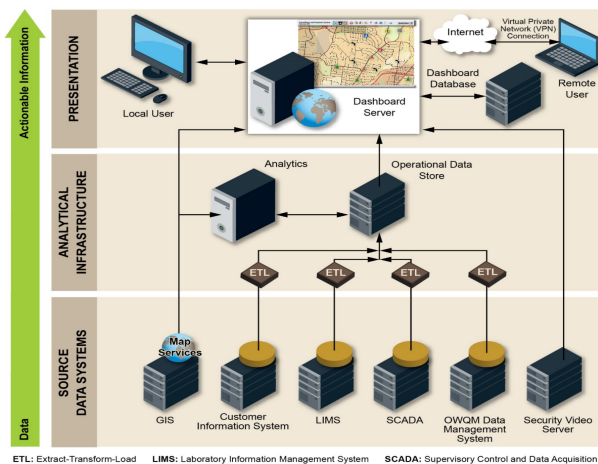 Actionable Information
Data
PRESENTATION
Local User
Dashboard
Server
Internet
Virtual Private
Network (VPN)
Connection
Dashboard
Database
Remote
User
ANALYTICAL
INFRASTRUCTURE
Analytics
Operational Data
Store
ETL
ETL
ETL
ETL
SOURCE
DATA SYSTEMS
Map
Services
GIS
Customer
Information System
LIMS
SCADA
OWQM Data
Management
System
Security Video
Server
ETL: Extract-Transform-Load LIMS: Laboratory Information Management System SCADA: Supervisory Control and Data Acquisition